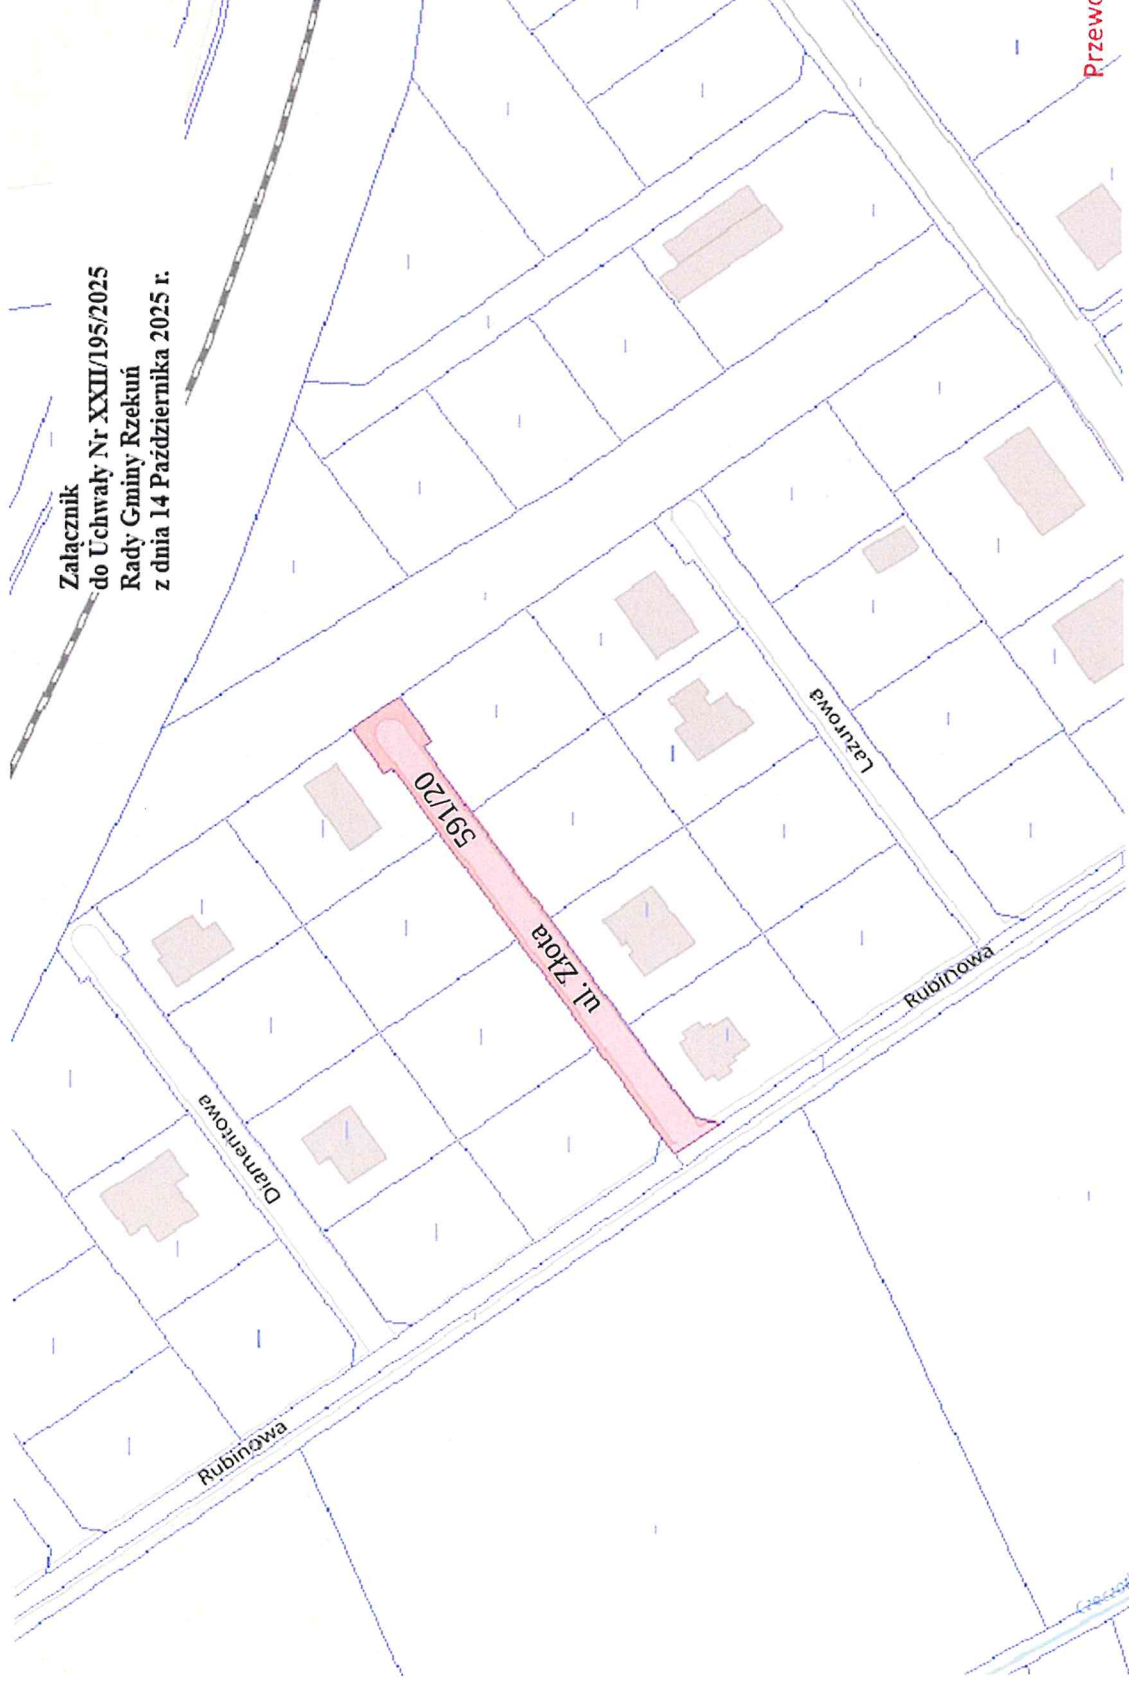 Załącznik
do Uchwały Nr XXII/195/2025
Rady Gminy Rzekuń
z dnia 14 Października 2025 r.
591/20
ul. Złota
Lazurowa
Diamentowa
Rubinowa
Rubinowa